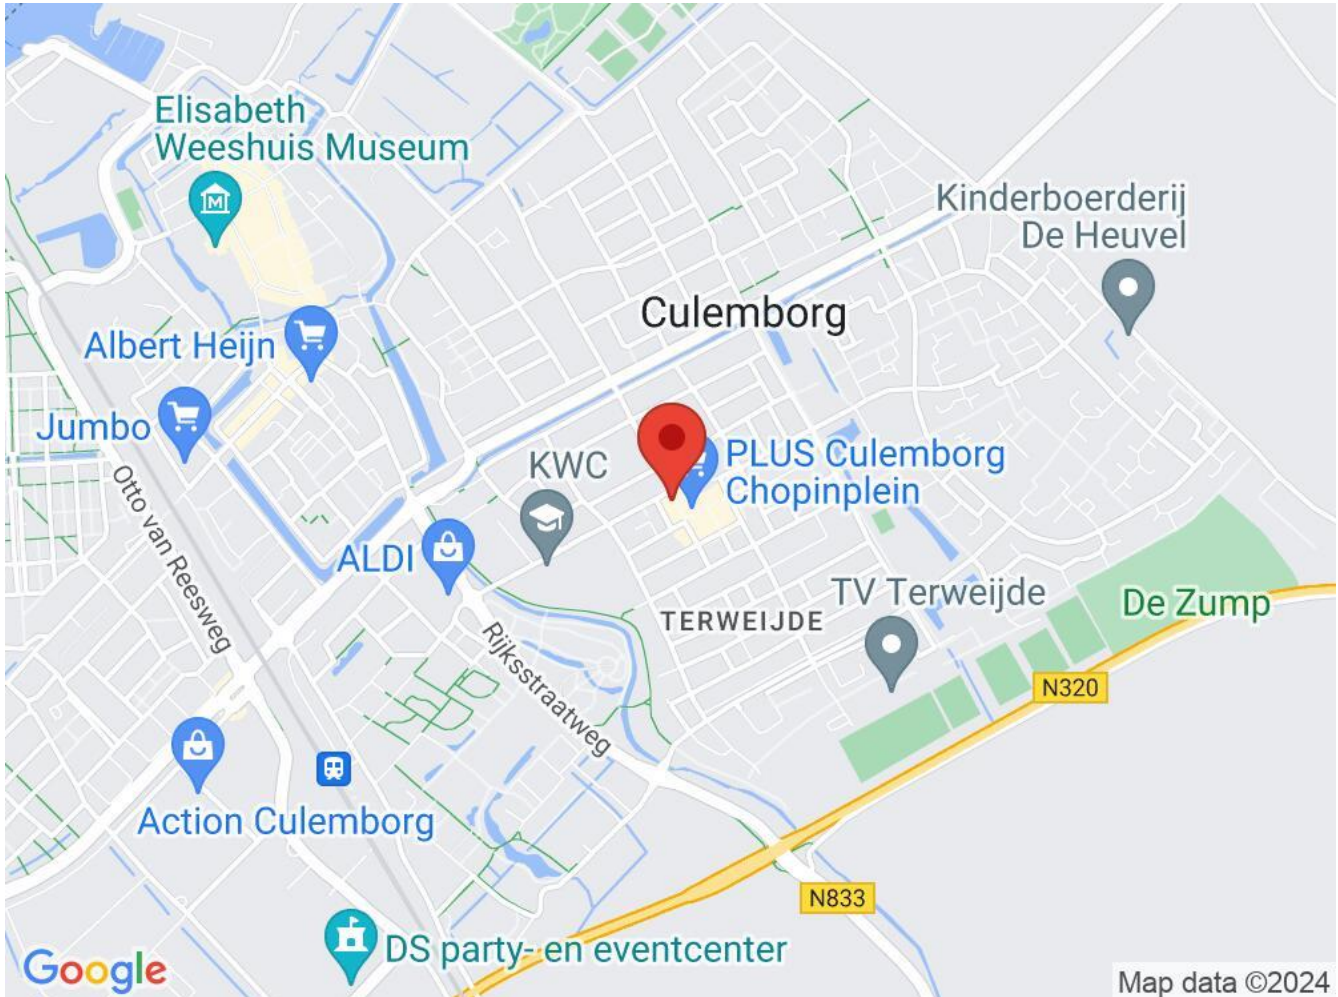 Elisabeth
Weeshuis Museum
M
Kinderboerderij
De Heuvel
Culemborg
Albert Heijn
Jumbo
KWC
PLUS Culemborg
Chopinplein
Otto van Reesweg
ALDI
TV Terweijde
De Zump
TERWEIJDE
Rijksstraatweg
N320
Action Culemborg
N833
DS party- en eventcenter
Google
Map data ©2024